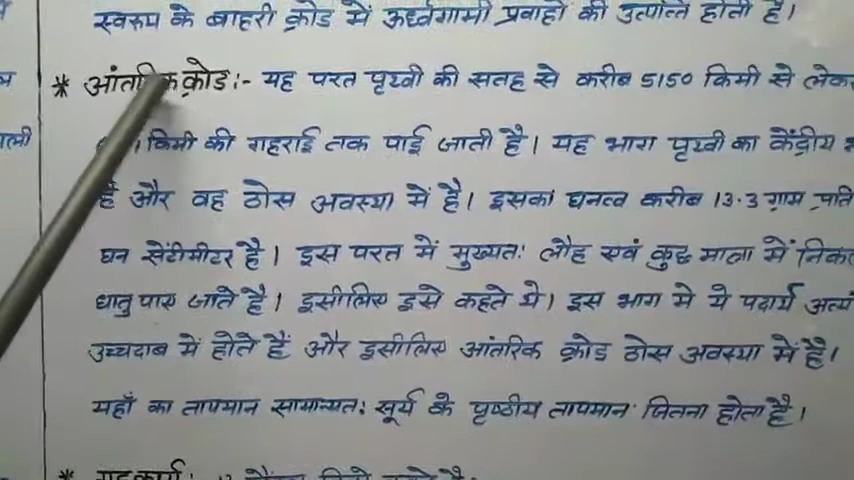 स्वरूप के बाहरी क्रोड में ऊर्ध्वगामी प्रवाहों की उत्पत्ति होती है।
* आंतरिक क्रोड :- यह परत पृथ्वी की सतह से करीब 5150 किमी से लेकर
किमी की गहराई तक पाई जाती है। यह भाग पृथ्वी का केंद्रीय
है और वह ठोस अवस्था में है। इसका घनत्व करीब 13.3 ग्राम प्रति
घन सेंटीमीटर है। इस परत में मुख्यतः लौह एवं कुछ मात्रा में निकल
धातु पाए जाते है। इसीलिए इसे कहते थे। इस भाग मे ये पदार्थ
उच्चदाब में होते हैं और इसीलिए आंतरिक क्रोड ठोस अवस्था में है।
यहाँ का तापमान सामान्यतः सूर्य के पृष्ठीय तापमान जितना होता है।